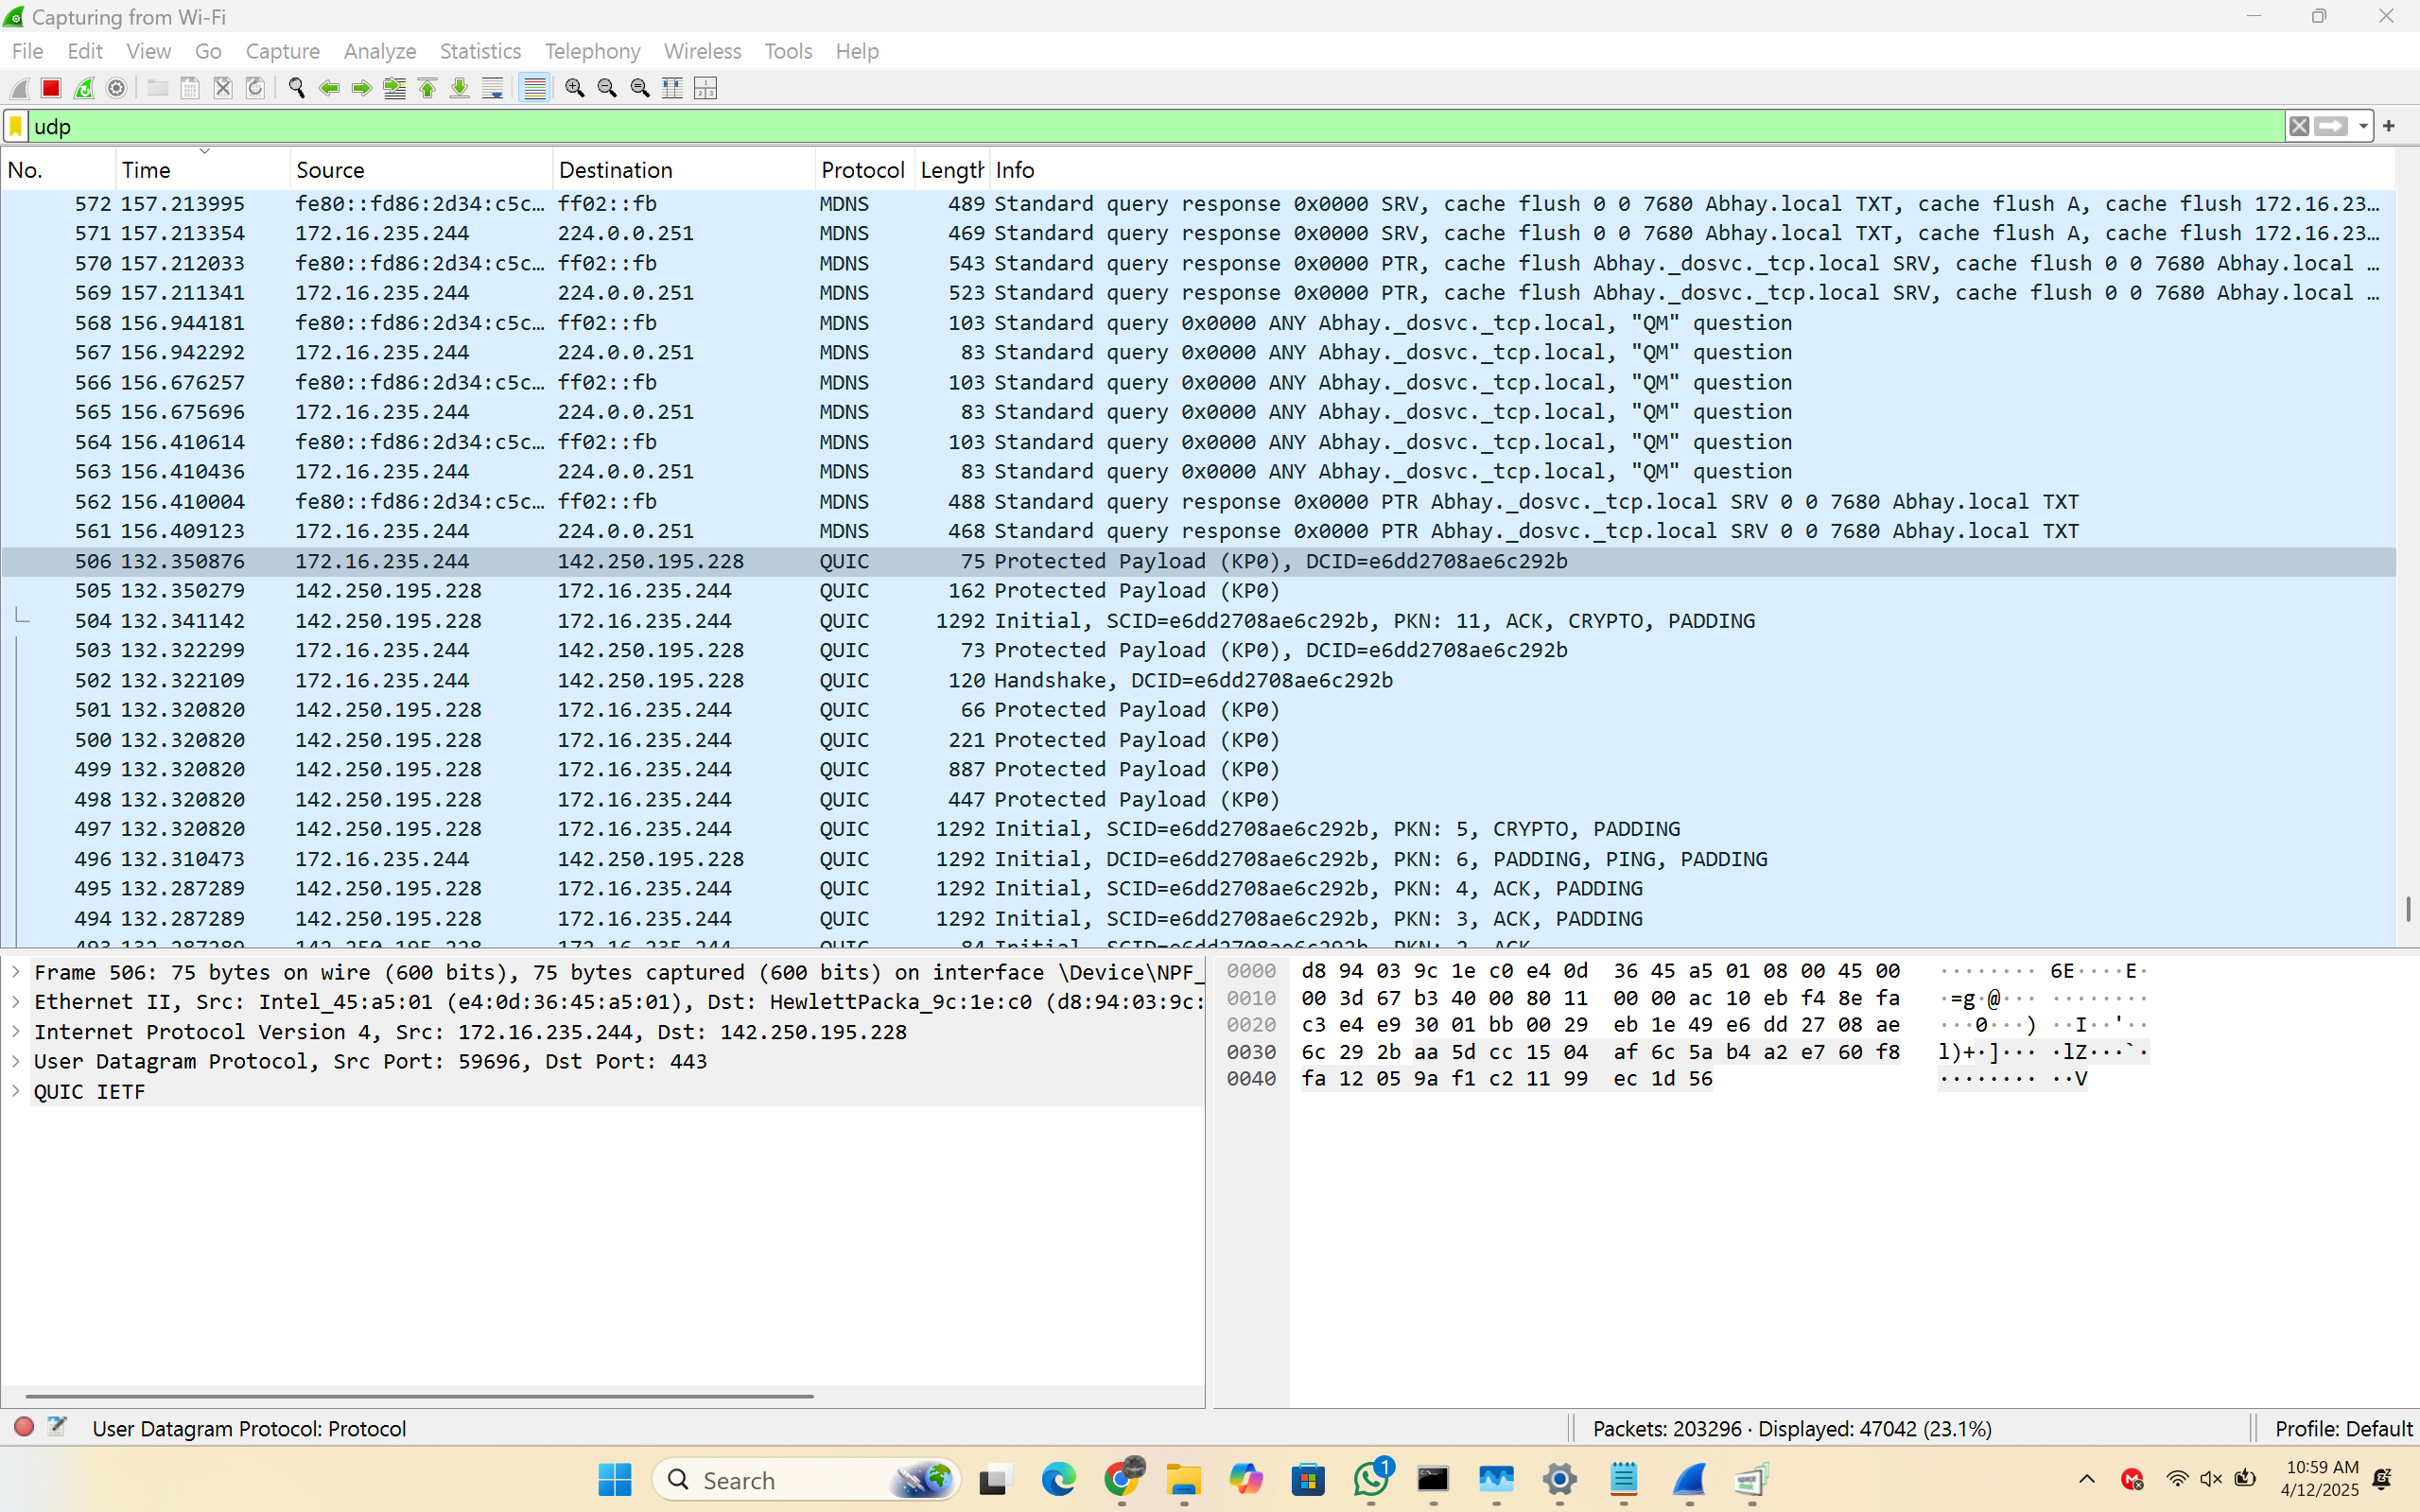 Capturing from Wi-Fi
File Edit View Go Capture Analyze Statistics Telephony Wireless Tools Help
udp
No. Time Source Destination Protocol Length Info
572 157.213995 fe80::fd86:2d34:c5c… ff02::fb MDNS 489 Standard query response 0x0000 SRV, cache flush 0 0 7680 Abhay.local TXT, cache flush A, cache flush 172.16.23…
571 157.213354 172.16.235.244 224.0.0.251 MDNS 469 Standard query response 0x0000 SRV, cache flush 0 0 7680 Abhay.local TXT, cache flush A, cache flush 172.16.23…
570 157.212033 fe80::fd86:2d34:c5c… ff02::fb MDNS 543 Standard query response 0x0000 PTR, cache flush Abhay._dosvc._tcp.local SRV, cache flush 0 0 7680 Abhay.local …
569 157.211341 172.16.235.244 224.0.0.251 MDNS 523 Standard query response 0x0000 PTR, cache flush Abhay._dosvc._tcp.local SRV, cache flush 0 0 7680 Abhay.local …
568 156.944181 fe80::fd86:2d34:c5c… ff02::fb MDNS 103 Standard query 0x0000 ANY Abhay._dosvc._tcp.local, "QM" question
567 156.942292 172.16.235.244 224.0.0.251 MDNS 83 Standard query 0x0000 ANY Abhay._dosvc._tcp.local, "QM" question
566 156.676257 fe80::fd86:2d34:c5c… ff02::fb MDNS 103 Standard query 0x0000 ANY Abhay._dosvc._tcp.local, "QM" question
565 156.675696 172.16.235.244 224.0.0.251 MDNS 83 Standard query 0x0000 ANY Abhay._dosvc._tcp.local, "QM" question
564 156.410614 fe80::fd86:2d34:c5c… ff02::fb MDNS 103 Standard query 0x0000 ANY Abhay._dosvc._tcp.local, "QM" question
563 156.410436 172.16.235.244 224.0.0.251 MDNS 83 Standard query 0x0000 ANY Abhay._dosvc._tcp.local, "QM" question
562 156.410004 fe80::fd86:2d34:c5c… ff02::fb MDNS 488 Standard query response 0x0000 PTR Abhay._dosvc._tcp.local SRV 0 0 7680 Abhay.local TXT
561 156.409123 172.16.235.244 224.0.0.251 MDNS 468 Standard query response 0x0000 PTR Abhay._dosvc._tcp.local SRV 0 0 7680 Abhay.local TXT
506 132.350876 172.16.235.244 142.250.195.228 QUIC 75 Protected Payload (KP0), DCID=e6dd2708ae6c292b
505 132.350279 142.250.195.228 172.16.235.244 QUIC 162 Protected Payload (KP0)
504 132.341142 142.250.195.228 172.16.235.244 QUIC 1292 Initial, SCID=e6dd2708ae6c292b, PKN: 11, ACK, CRYPTO, PADDING
503 132.322299 172.16.235.244 142.250.195.228 QUIC 73 Protected Payload (KP0), DCID=e6dd2708ae6c292b
502 132.322109 172.16.235.244 142.250.195.228 QUIC 120 Handshake, DCID=e6dd2708ae6c292b
501 132.320820 142.250.195.228 172.16.235.244 QUIC 66 Protected Payload (KP0)
500 132.320820 142.250.195.228 172.16.235.244 QUIC 221 Protected Payload (KP0)
499 132.320820 142.250.195.228 172.16.235.244 QUIC 887 Protected Payload (KP0)
498 132.320820 142.250.195.228 172.16.235.244 QUIC 447 Protected Payload (KP0)
497 132.320820 142.250.195.228 172.16.235.244 QUIC 1292 Initial, SCID=e6dd2708ae6c292b, PKN: 5, CRYPTO, PADDING
496 132.310473 172.16.235.244 142.250.195.228 QUIC 1292 Initial, DCID=e6dd2708ae6c292b, PKN: 6, PADDING, PING, PADDING
495 132.287289 142.250.195.228 172.16.235.244 QUIC 1292 Initial, SCID=e6dd2708ae6c292b, PKN: 4, ACK, PADDING
494 132.287289 142.250.195.228 172.16.235.244 QUIC 1292 Initial, SCID=e6dd2708ae6c292b, PKN: 3, ACK, PADDING
493 132.287289 142.250.195.228 172.16.235.244 QUIC 84 Initial, SCID=e6dd2708ae6c292b, PKN: 2, ACK
Frame 506: 75 bytes on wire (600 bits), 75 bytes captured (600 bits) on interface \Device\NPF_
Ethernet II, Src: Intel_45:a5:01 (e4:0d:36:45:a5:01), Dst: HewlettPacka_9c:1e:c0 (d8:94:03:9c:
Internet Protocol Version 4, Src: 172.16.235.244, Dst: 142.250.195.228
User Datagram Protocol, Src Port: 59696, Dst Port: 443
QUIC IETF
0000 d8 94 03 9c 1e c0 e4 0d 36 45 a5 01 08 00 45 00 ········ 6E····E·
0010 00 3d 67 b3 40 00 80 11 00 00 ac 10 eb f4 8e fa ·=g·@··· ········
0020 c3 e4 e9 30 01 bb 00 29 eb 1e 49 e6 dd 27 08 ae ···0···) ··I··'··
0030 6c 29 2b aa 5d cc 15 04 af 6c 5a b4 a2 e7 60 f8 l)+·]··· ·lZ···`·
0040 fa 12 05 9a f1 c2 11 99 ec 1d 56 ········ ··V
User Datagram Protocol: Protocol
Packets: 203296 · Displayed: 47042 (23.1%)
Profile: Default
Search
1
10:59 AM
4/12/2025